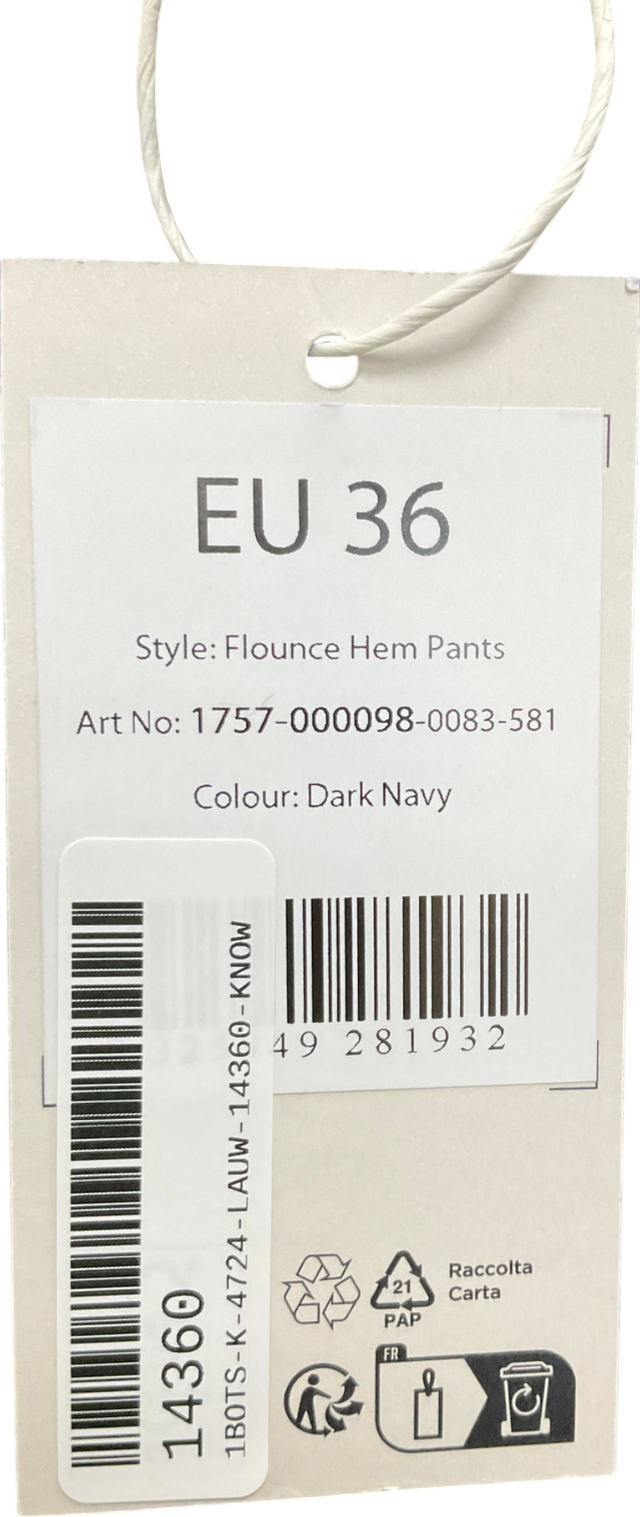 EU 36
Style: Flounce Hem Pants
Art No: 1757-000098-0083-581
Colour: Dark Navy
49 281932
14360
1BOTS-K-4724-LAUW-14360-KNOW
21
PAP
Raccolta
Carta
FR